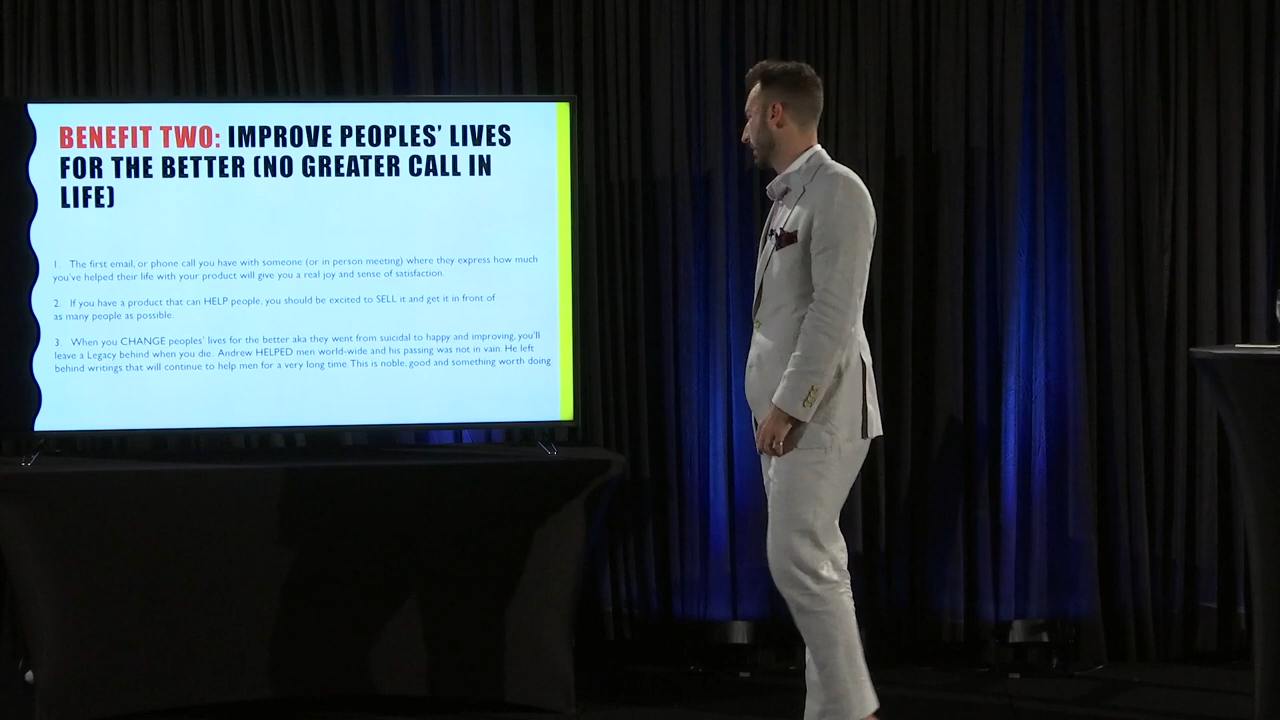 BENEFIT TWO: IMPROVE PEOPLES’ LIVES
FOR THE BETTER (NO GREATER CALL IN
LIFE)
1. The first email, or phone call you have with someone (or in person meeting) where they express how much
you've helped their life with your product will give you a real joy and sense of satisfaction.
2. If you have a product that can HELP people, you should be excited to SELL it and get it in front of
as many people as possible.
3. When you CHANGE peoples' lives for the better aka they went from suicidal to happy and improving, you'll
leave a Legacy behind when you die. Andrew HELPED men world-wide and his passing was not in vain. He left
behind writings that will continue to help men for a very long time. This is noble, good and something worth doing